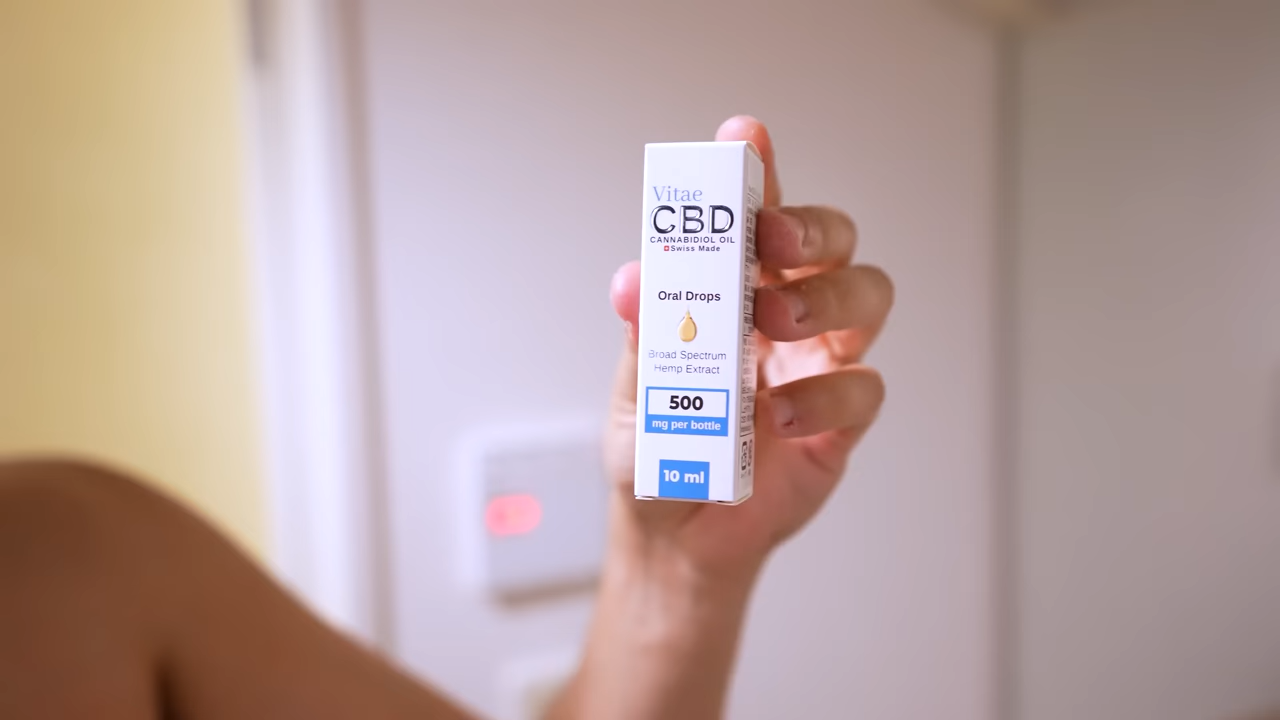 Vitae
CBD
CANNABIDIOL OIL
Swiss Made
Oral Drops
Broad Spectrum
Hemp Extract
500
mg per bottle
10 ml